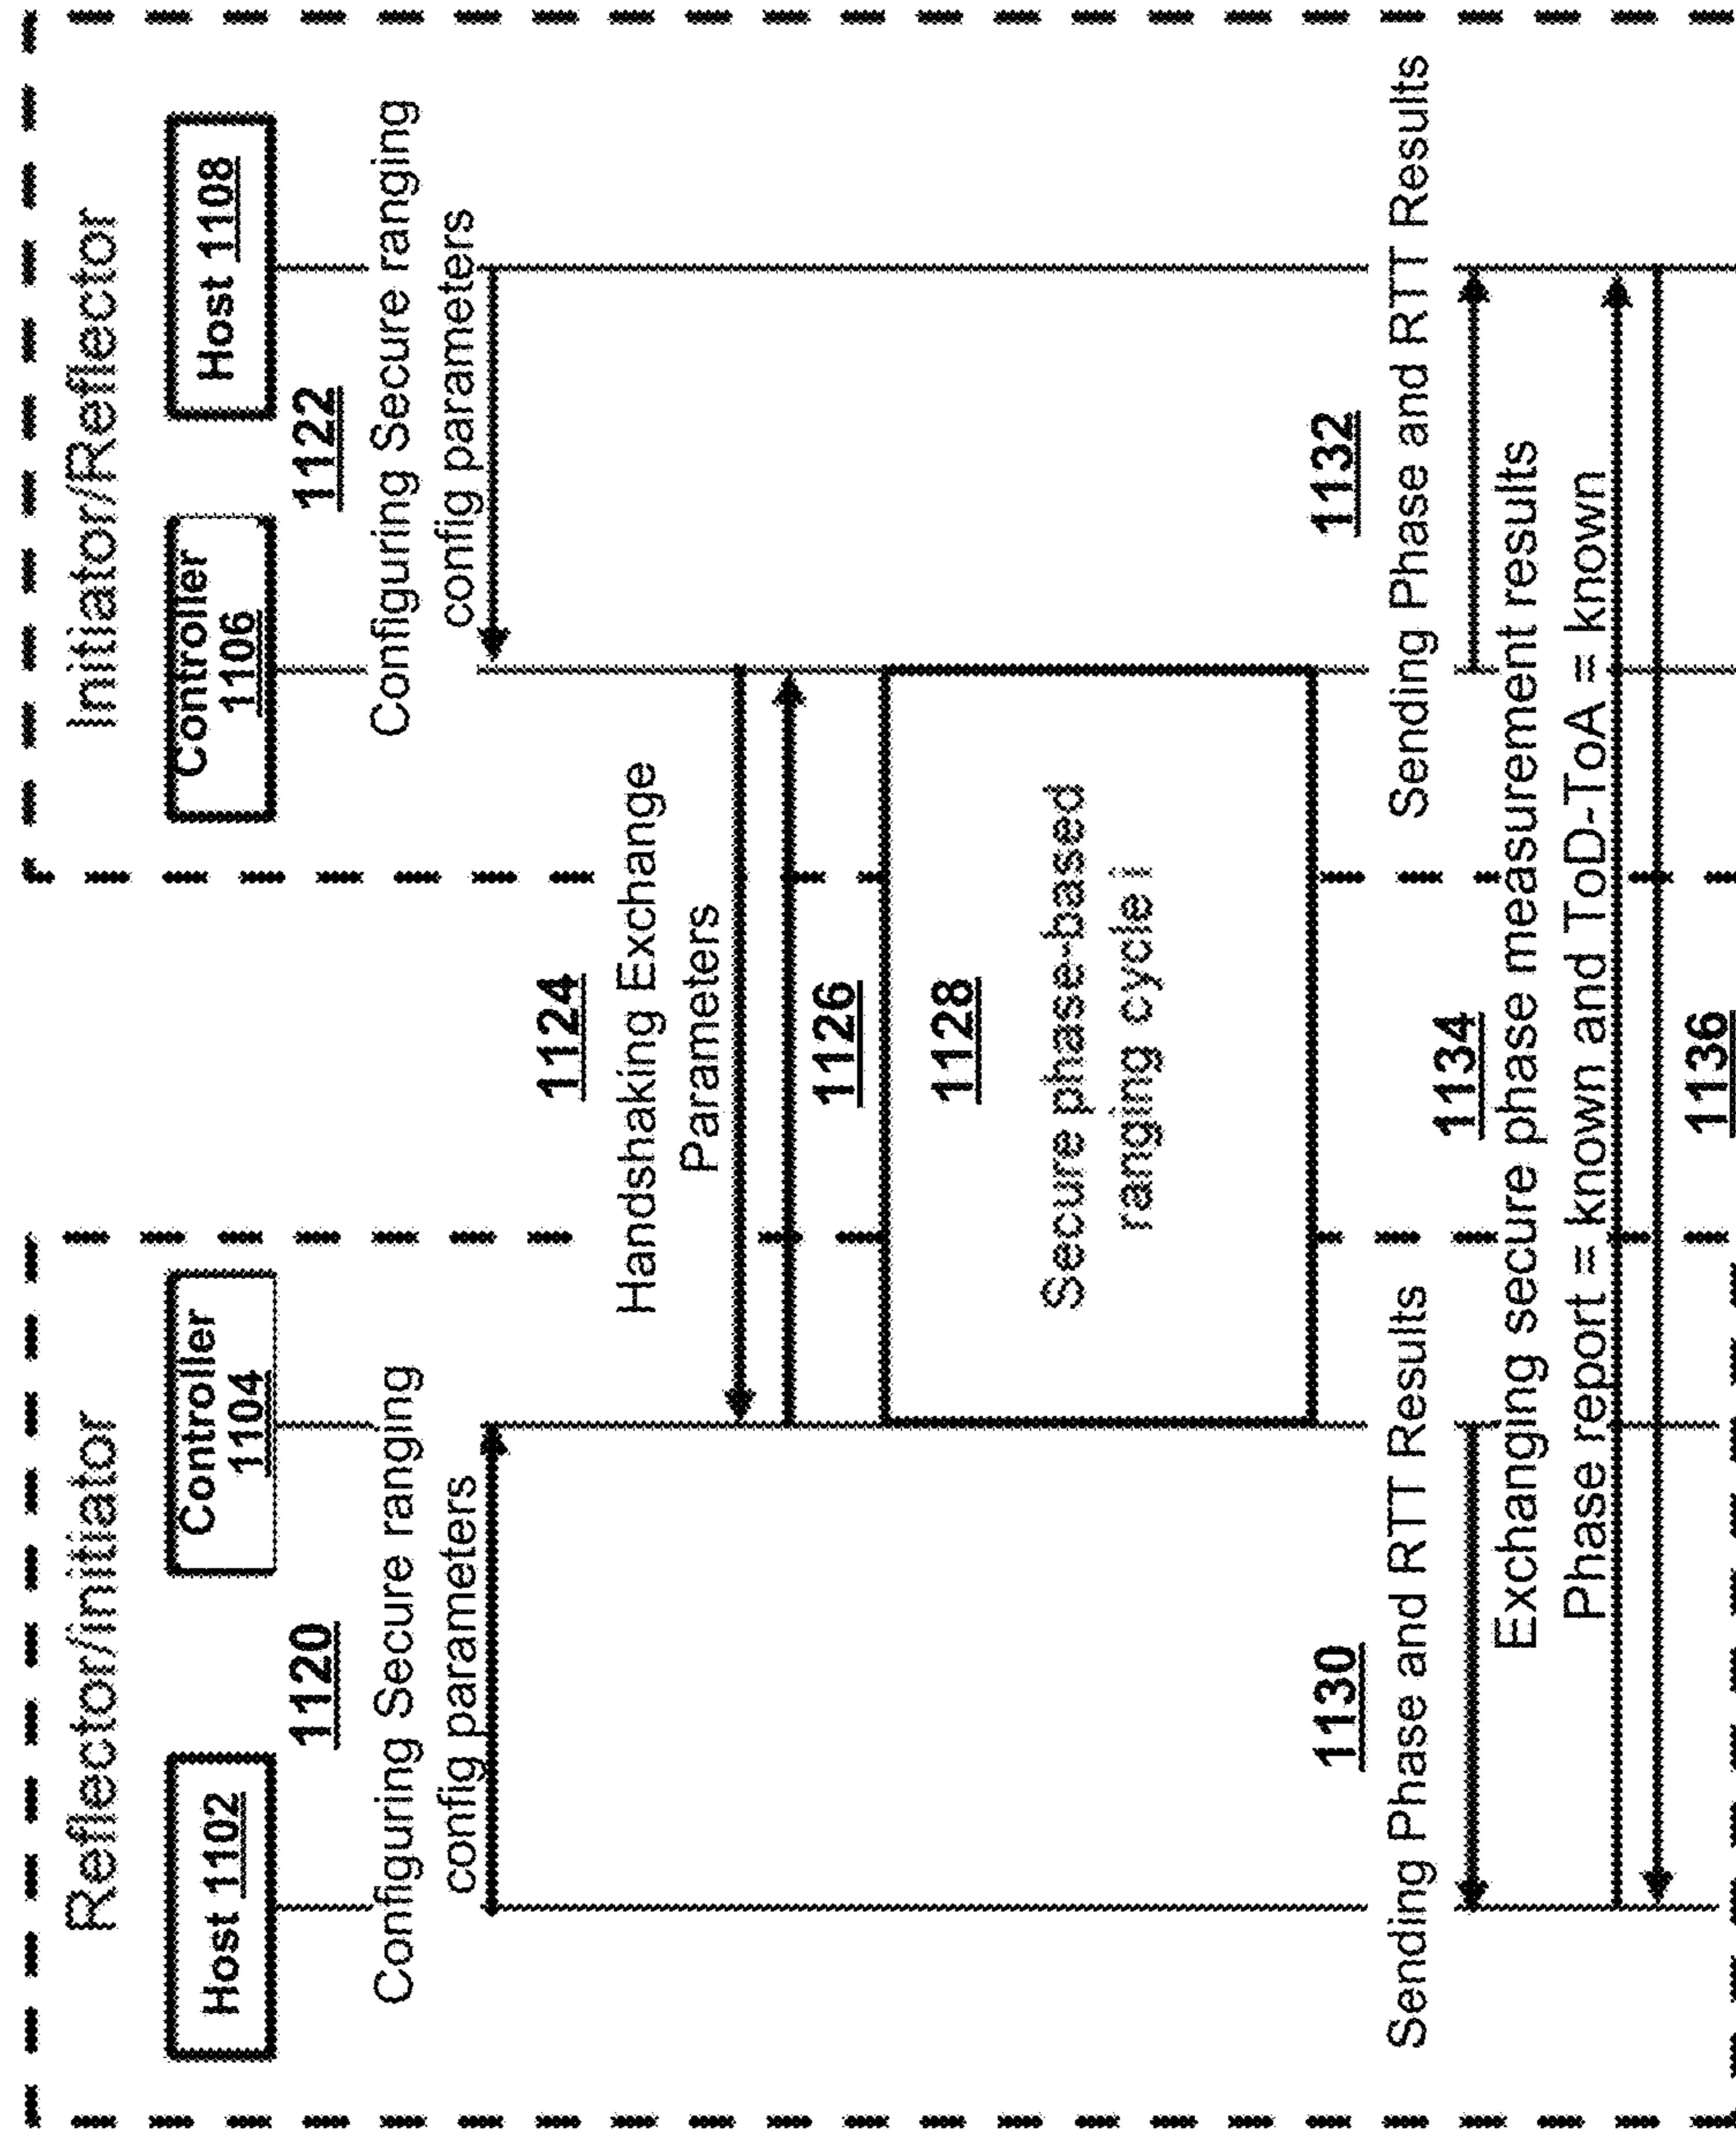 Reflector/initiator
Initiator/Reflector
Host 1102
Controller
1104
Controller
1106
Host 1108
1120
1122
Configuring Secure ranging
config parameters
Configuring Secure ranging
config parameters
1124
Handshaking Exchange
Parameters
1126
1128
Secure phase-based
ranging cycle i
1130
1132
Sending Phase and RTT Results
Sending Phase and RTT Results
1134
Exchanging secure phase measurement results
Phase report = known and ToD-ToA = known
1136